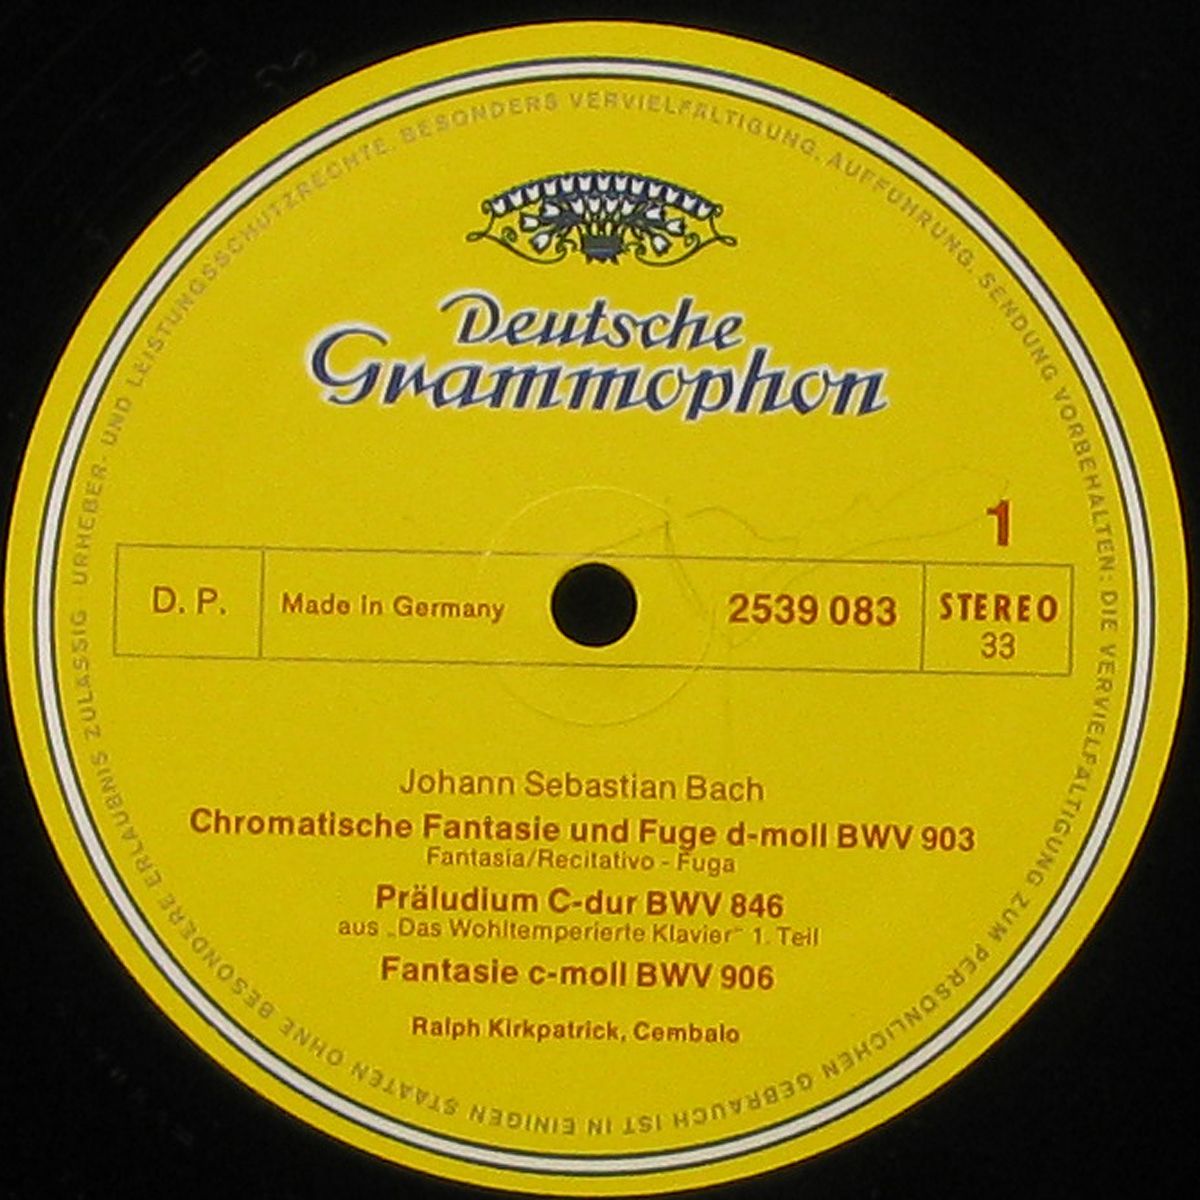 URHEBER- UND LEISTUNGSSCHUTZRECHTE, BESONDERS VERVIELFÄLTIGUNG, AUFFÜHRUNG, SENDUNG VORBEHALTEN: DIE VERVIELFÄLTIGUNG ZUM PERSÖNLICHEN GEBRAUCH IST IN EINIGEN STAATEN OHNE BESONDERE ERLAUBNIS ZULÄSSIG
Deutsche
Grammophon
1
D. P. Made in Germany 2539 083 STEREO
33
Johann Sebastian Bach
Chromatische Fantasie und Fuge d-moll BWV 903
Fantasia/Recitativo - Fuga
Präludium C-dur BWV 846
aus „Das Wohltemperierte Klavier“ 1. Teil
Fantasie c-moll BWV 906
Ralph Kirkpatrick, Cembalo